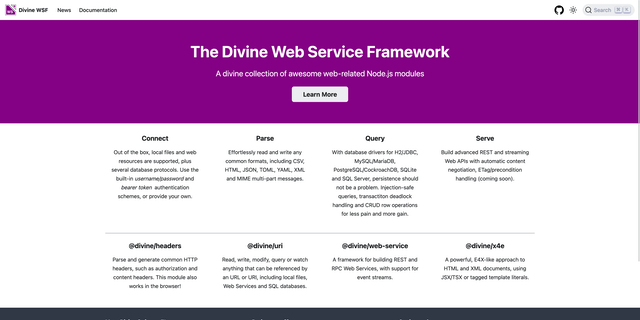 Divine WSF News Documentation Search
The Divine Web Service Framework
A divine collection of awesome web-related Node.js modules
Learn More
Connect
Out of the box, local files and web
resources are supported, plus
several database protocols. Use the
built-in username/password and
bearer token authentication
schemes, or provide your own.
Parse
Effortlessly read and write any
common formats, including CSV,
HTML, JSON, TOML, YAML, XML
and MIME multi-part messages.
Query
With database drivers for H2/JDBC,
MySQL/MariaDB,
PostgreSQL/CockroachDB, SQLite
and SQL Server, persistence should
not be a problem. Injection-safe
queries, transactiton deadlock
handling and CRUD row operations
for less pain and more gain.
Serve
Build advanced REST and streaming
Web APIs with automatic content
negotiation, ETag/precondition
handling (coming soon).
@divine/headers
Parse and generate common HTTP
headers, such as authorization and
content headers. This module also
works in the browser!
@divine/uri
Read, write, modify, query or watch
anything that can be referenced by
an URL or URI, including local files,
Web Services and SQL databases.
@divine/web-service
A framework for building REST and
RPC Web Services, with support for
event streams.
@divine/x4e
A powerful, E4X-like approach to
HTML and XML documents, using
JSX/TSX or tagged template literals.